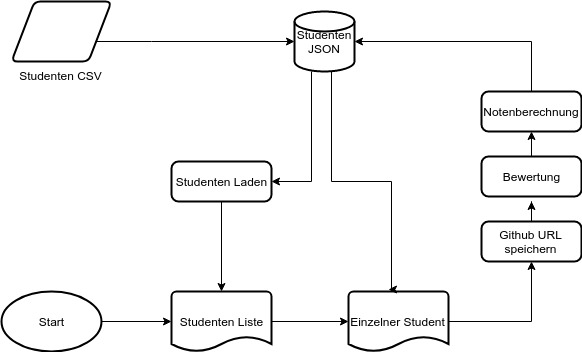 Studenten
JSON
Studenten CSV
Notenberechnung
Studenten Laden
Bewertung
Github URL
speichern
Start
Studenten Liste
Einzelner Student